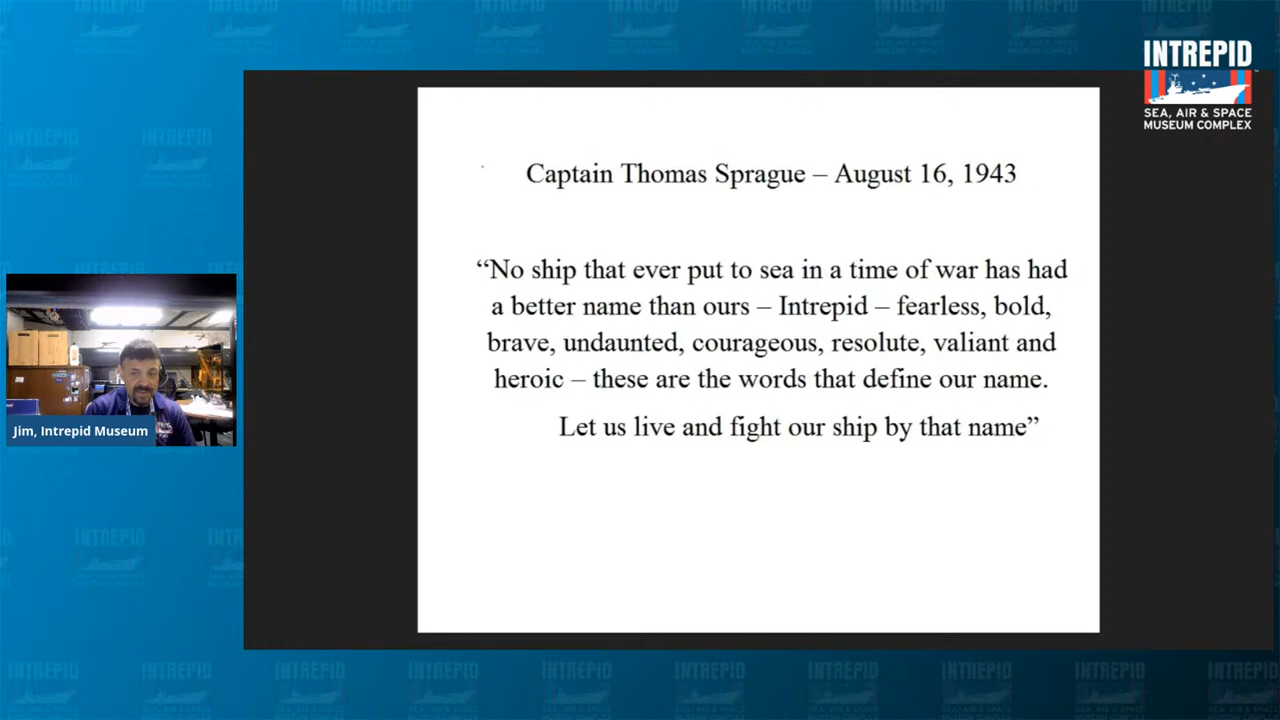 INTREPID
SEA, AIR & SPACE
MUSEUM COMPLEX
Captain Thomas Sprague – August 16, 1943
“No ship that ever put to sea in a time of war has had
a better name than ours – Intrepid – fearless, bold,
brave, undaunted, courageous, resolute, valiant and
heroic – these are the words that define our name.
Let us live and fight our ship by that name”
Jim, Intrepid Museum